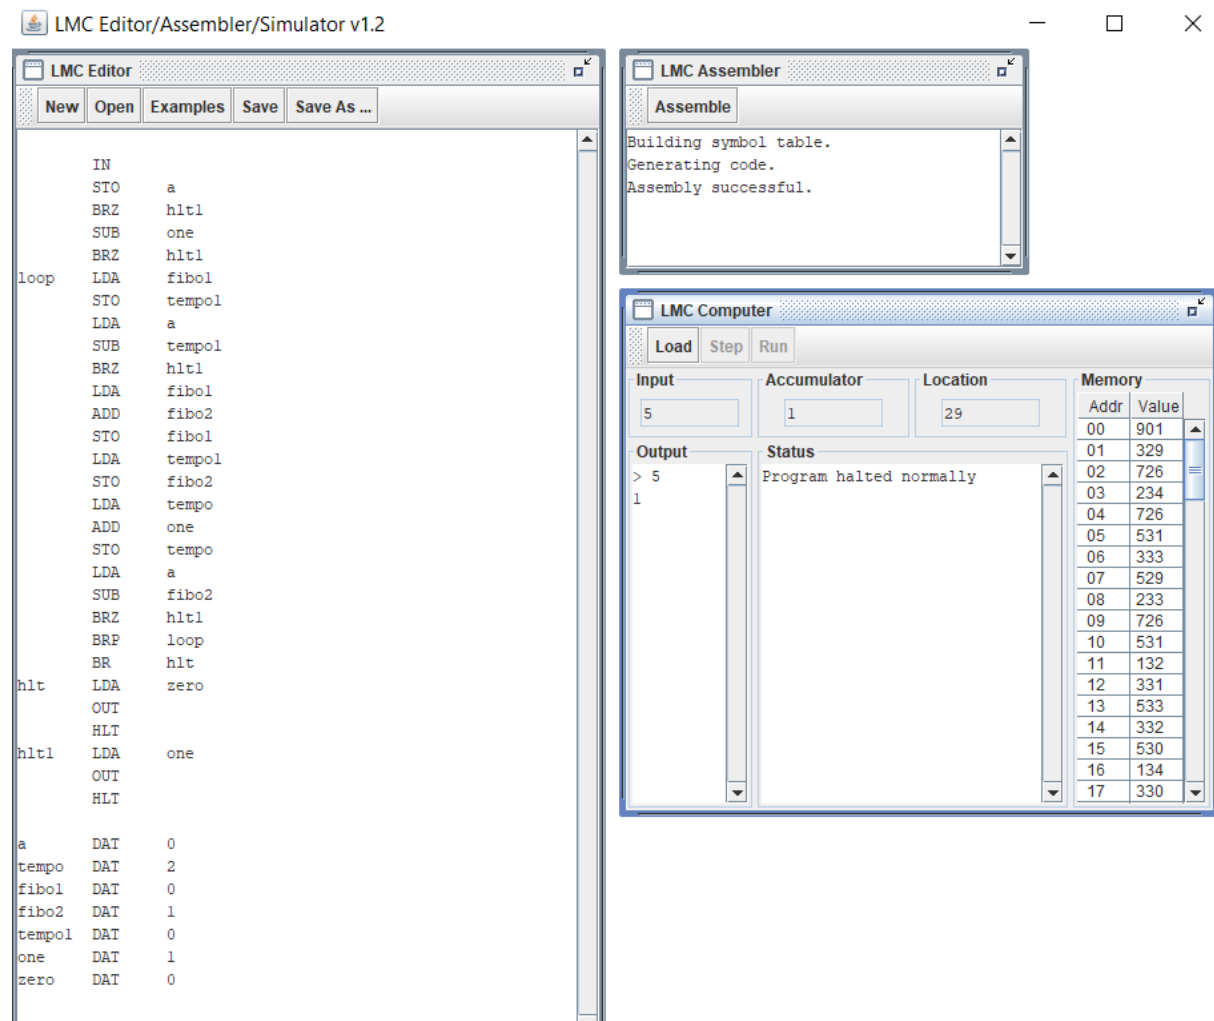 LMC Editor/Assembler/Simulator v1.2
LMC Editor
New Open Examples Save Save As ...
IN
STO a
BRZ hlt1
SUB one
BRZ hlt1
loop LDA fibo1
STO tempo1
LDA a
SUB tempo1
BRZ hlt1
LDA fibo1
ADD fibo2
STO fibo1
LDA tempo1
STO fibo2
LDA tempo
ADD one
STO tempo
LDA a
SUB fibo2
BRZ hlt1
BRP loop
BR hlt
hlt LDA zero
OUT
HLT
hlt1 LDA one
OUT
HLT
a DAT 0
tempo DAT 2
fibo1 DAT 0
fibo2 DAT 1
tempo1 DAT 0
one DAT 1
zero DAT 0
LMC Assembler
Assemble
Building symbol table.
Generating code.
Assembly successful.
LMC Computer
Load Step Run
Input Accumulator Location Memory
5 1 29
Output Status
> 5 Program halted normally
1
Addr Value
00 901
01 329
02 726
03 234
04 726
05 531
06 333
07 529
08 233
09 726
10 531
11 132
12 331
13 533
14 332
15 530
16 134
17 330